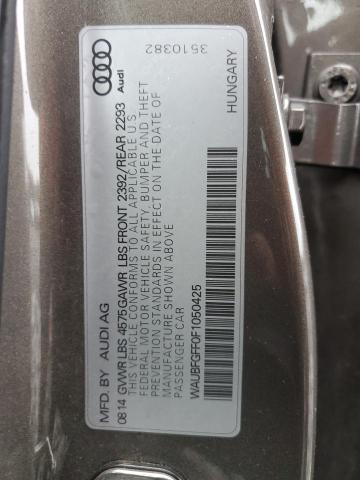 MFD. BY AUDI AG
08.14 GVWR LBS 4575 GAWR LBS FRONT 2392/REAR 2293
THIS VEHICLE CONFORMS TO ALL APPLICABLE U.S.
FEDERAL MOTOR VEHICLE SAFETY, BUMPER AND THEFT
PREVENTION STANDARDS IN EFFECT ON THE DATE OF
MANUFACTURE SHOWN ABOVE
PASSENGER CAR
WAUBFGFF0F1050425
HUNGARY
Audi
3510382